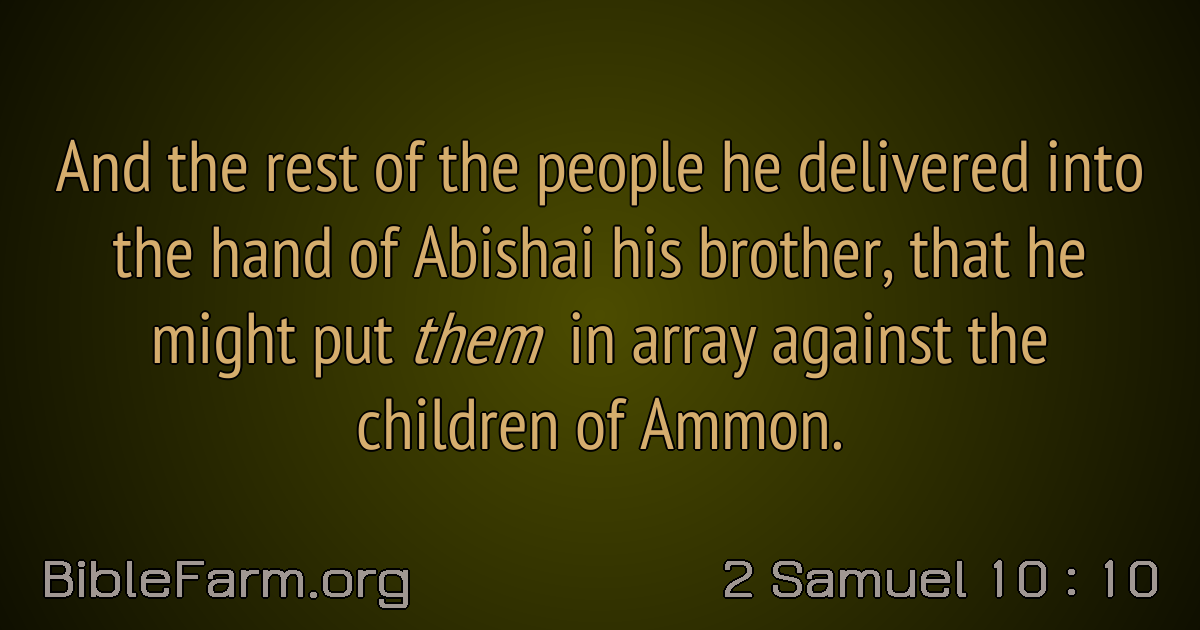 And the rest of the people he delivered into
the hand of Abishai his brother, that he
might put them in array against the
children of Ammon.
BibleFarm.org
2 Samuel 10 : 10